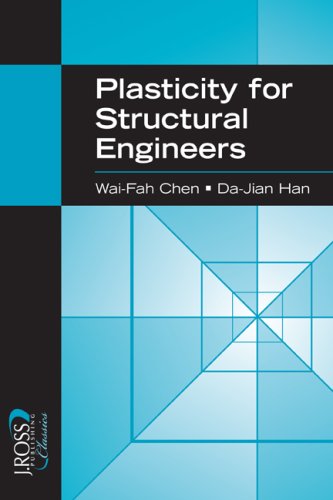 Plasticity for
Structural
Engineers
Wai-Fah Chen ▪ Da-Jian Han
J.ROSS
PUBLISHING
Classics